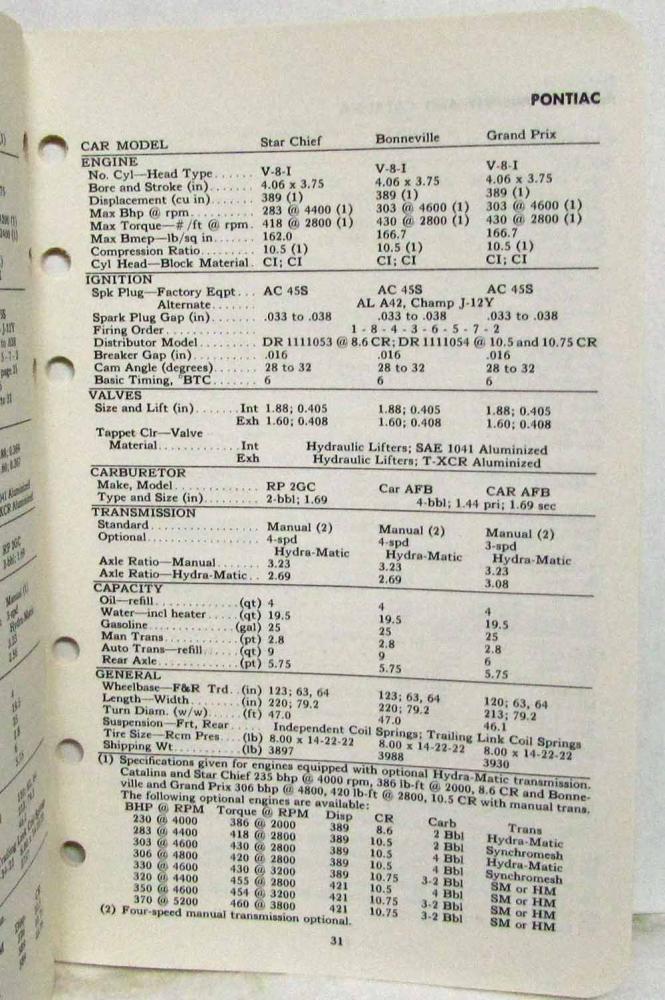 PONTIAC
CAR MODEL Star Chief Bonneville Grand Prix
ENGINE
No. Cyl—Head Type...... V-8-I V-8-I V-8-I
Bore and Stroke (in)....... 4.06 x 3.75 4.06 x 3.75 4.06 x 3.75
Displacement (cu in)....... 389 (1) 389 (1) 389 (1)
Max Bhp @ rpm.......... 283 @ 4400 (1) 303 @ 4600 (1) 303 @ 4600 (1)
Max Torque—#/ft @ rpm. 418 @ 2800 (1) 430 @ 2800 (1) 430 @ 2800 (1)
Max Bmep—lb/sq in....... 162.0 166.7 166.7
Compression Ratio........ 10.5 (1) 10.5 (1) 10.5 (1)
Cyl Head—Block Material. CI; CI CI; CI CI; CI
IGNITION
Spk Plug—Factory Eqpt... AC 45S AC 45S AC 45S
Alternate...... AL A42, Champ J-12Y
Spark Plug Gap (in)....... .033 to .038 .033 to .038 .033 to .038
Firing Order.............. 1 - 8 - 4 - 3 - 6 - 5 - 7 - 2
Distributor Model......... DR 1111053 @ 8.6 CR; DR 1111054 @ 10.5 and 10.75 CR
Breaker Gap (in).......... .016 .016 .016
Cam Angle (degrees)....... 28 to 32 28 to 32 28 to 32
Basic Timing, °BTC....... 6 6 6
VALVES
Size and Lift (in)....... Int 1.88; 0.405 1.88; 0.405 1.88; 0.405
Exh 1.60; 0.408 1.60; 0.408 1.60; 0.408
Tappet Clr—Valve
Material............. Int Hydraulic Lifters; SAE 1041 Aluminized
Exh Hydraulic Lifters; T-XCR Aluminized
CARBURETOR
Make, Model............. RP 2GC Car AFB CAR AFB
Type and Size (in)........ 2-bbl; 1.69 4-bbl; 1.44 pri; 1.69 sec
TRANSMISSION
Standard................ Manual (2) Manual (2) Manual (2)
Optional................ 4-spd 4-spd 3-spd
Hydra-Matic Hydra-Matic Hydra-Matic
Axle Ratio—Manual....... 3.23 3.23 3.23
Axle Ratio—Hydra-Matic.. 2.69 2.69 3.08
CAPACITY
Oil—refill............ (qt) 4 4 4
Water—incl heater..... (qt) 19.5 19.5 19.5
Gasoline............. (gal) 25 25 25
Man Trans............ (pt) 2.8 2.8 2.8
Auto Trans—refill..... (qt) 9 9 6
Rear Axle............ (pt) 5.75 5.75 5.75
GENERAL
Wheelbase—F&R Trd.. (in) 123; 63, 64 123; 63, 64 120; 63, 64
Length—Width......... (in) 220; 79.2 220; 79.2 213; 79.2
Turn Diam. (w/w)...... (ft) 47.0 47.0 46.1
Suspension—Frt, Rear.... Independent Coil Springs; Trailing Link Coil Springs
Tire Size—Rcm Pres... (lb) 8.00 x 14-22-22 8.00 x 14-22-22 8.00 x 14-22-22
Shipping Wt.......... (lb) 3897 3988 3930
(1) Specifications given for engines equipped with optional Hydra-Matic transmission.
Catalina and Star Chief 235 bhp @ 4000 rpm, 386 lb-ft @ 2000, 8.6 CR and Bonne-
ville and Grand Prix 306 bhp @ 4800, 420 lb-ft @ 2800, 10.5 CR with manual trans.
The following optional engines are available:
BHP @ RPM Torque @ RPM Disp CR Carb Trans
230 @ 4000 386 @ 2000 389 8.6 2 Bbl Hydra-Matic
283 @ 4400 418 @ 2800 389 10.5 2 Bbl Synchromesh
303 @ 4600 430 @ 2800 389 10.5 4 Bbl Hydra-Matic
306 @ 4800 420 @ 2800 389 10.5 4 Bbl Synchromesh
330 @ 4600 430 @ 3200 389 10.75 3-2 Bbl SM or HM
320 @ 4400 455 @ 2800 421 10.5 4 Bbl SM or HM
350 @ 4600 454 @ 3200 421 10.75 3-2 Bbl SM or HM
370 @ 5200 460 @ 3800 421 10.75 3-2 Bbl SM or HM
(2) Four-speed manual transmission optional.
31